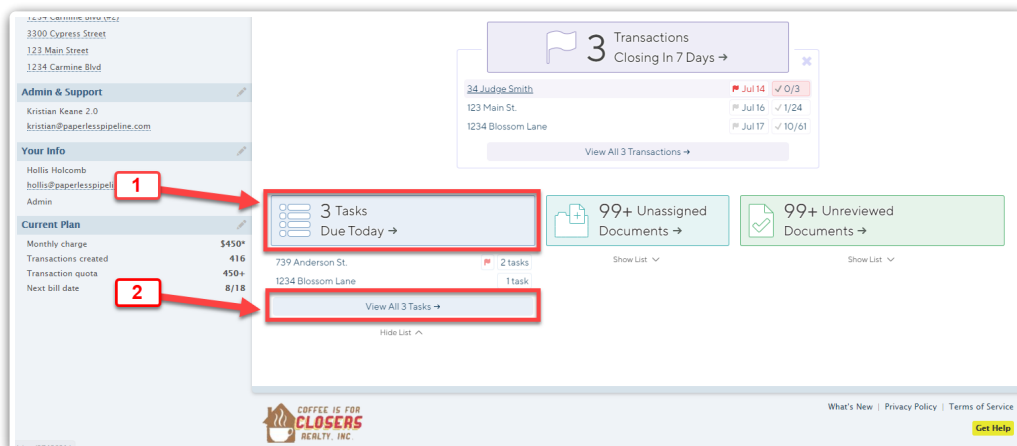 1234 Carmine Blvd (#2)
3300 Cypress Street
123 Main Street
1234 Carmine Blvd
Admin & Support
Kristian Keane 2.0
kristian@paperlesspipeline.com
Your Info
Hollis Holcomb
hollis@paperlesspipeli
Admin
Current Plan
Monthly charge $450*
Transactions created 416
Transaction quota 450+
Next bill date 8/18
1
2
3 Transactions
Closing In 7 Days →
34 Judge Smith Jul 14 ✓ 0/3
123 Main St. Jul 16 ✓ 1/24
1234 Blossom Lane Jul 17 ✓ 10/61
View All 3 Transactions →
3 Tasks
Due Today →
739 Anderson St. 2 tasks
1234 Blossom Lane 1 task
View All 3 Tasks →
Hide List
99+ Unassigned
Documents →
Show List
99+ Unreviewed
Documents →
Show List
COFFEE IS FOR
CLOSERS
REALTY, INC.
What's New | Privacy Policy | Terms of Service
Get Help